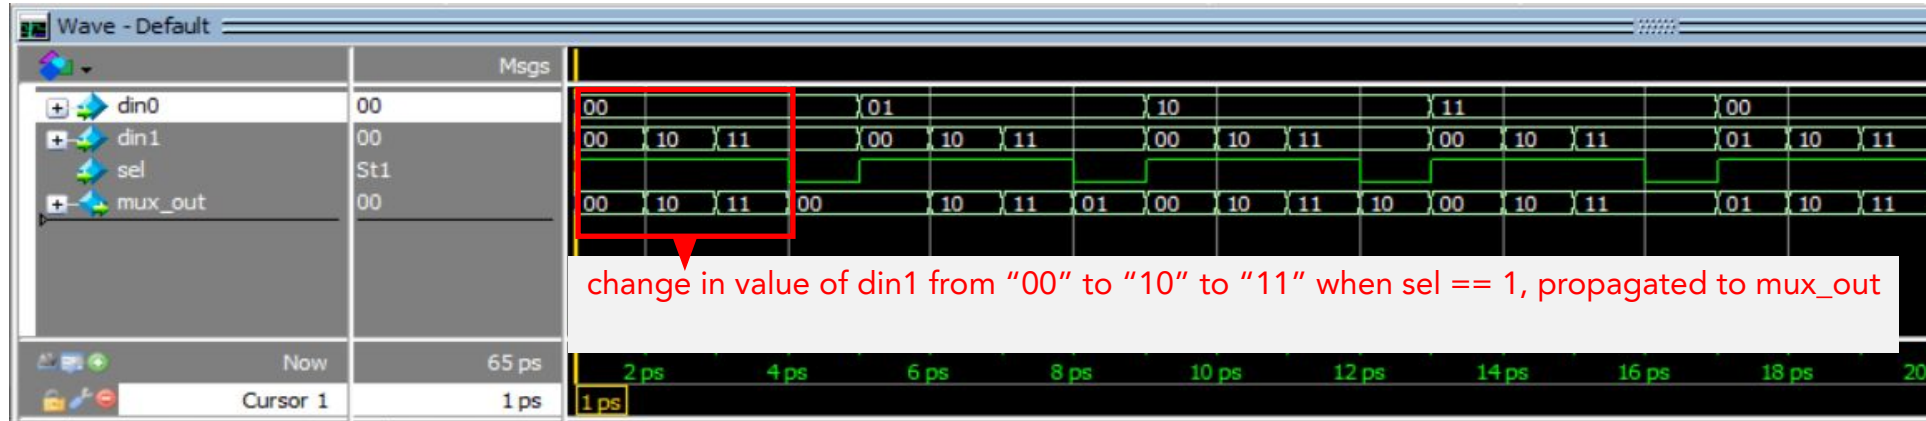 Wave - Default
Msgs
din0 00 00 01 10 11 00
din1 00 00 10 11 00 10 11 00 10 11 00 10 11 01 10 11
sel St1
mux_out 00 00 10 11 00 10 11 01 00 10 11 10 00 10 11 01 10 11
change in value of din1 from “00” to “10” to “11” when sel == 1, propagated to mux_out
Now 65 ps 2 ps 4 ps 6 ps 8 ps 10 ps 12 ps 14 ps 16 ps 18 ps 20
Cursor 1 1 ps 1 ps